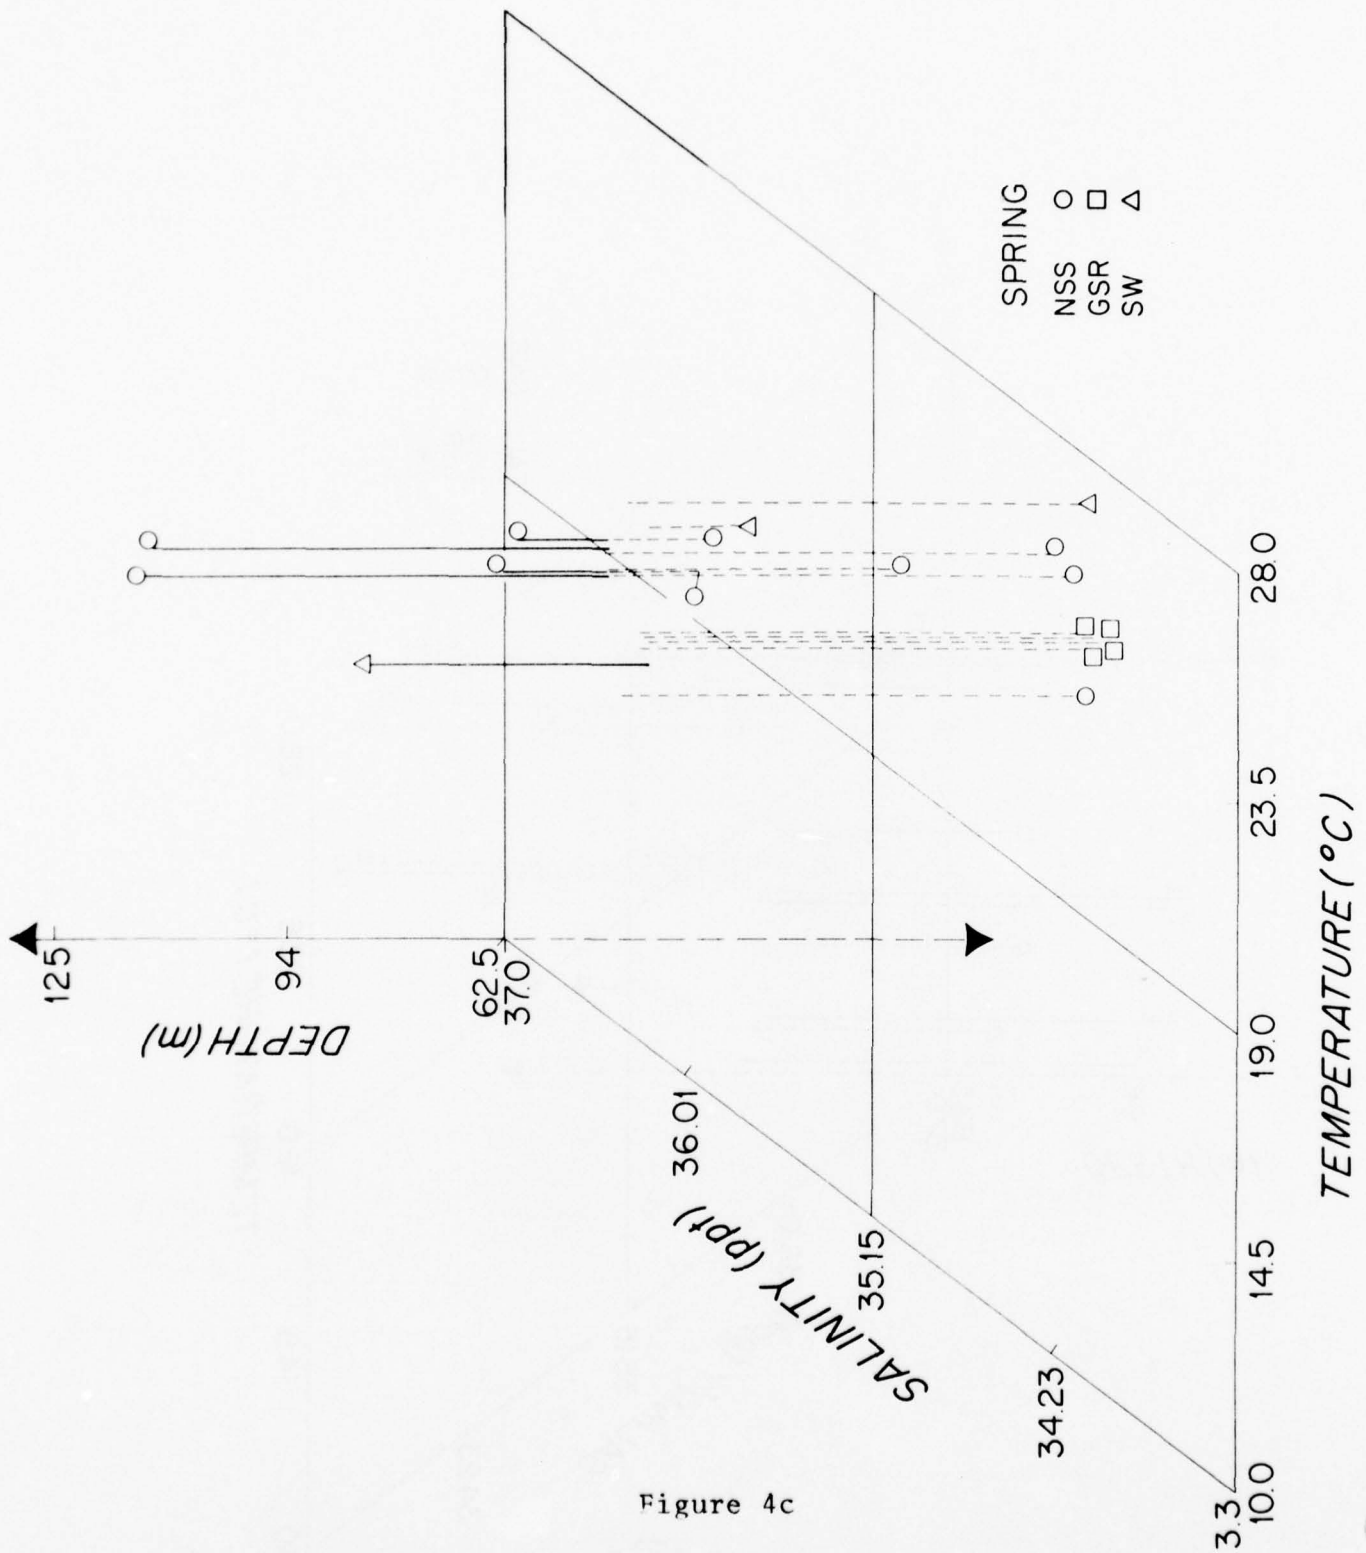 125
94
62.5
37.0
DEPTH (m)
36.01
35.15
34.23
3.3
SALINITY (ppt)
10.0
14.5
19.0
23.5
28.0
TEMPERATURE (°C)
SPRING
NSS
GSR
SW
Figure 4c